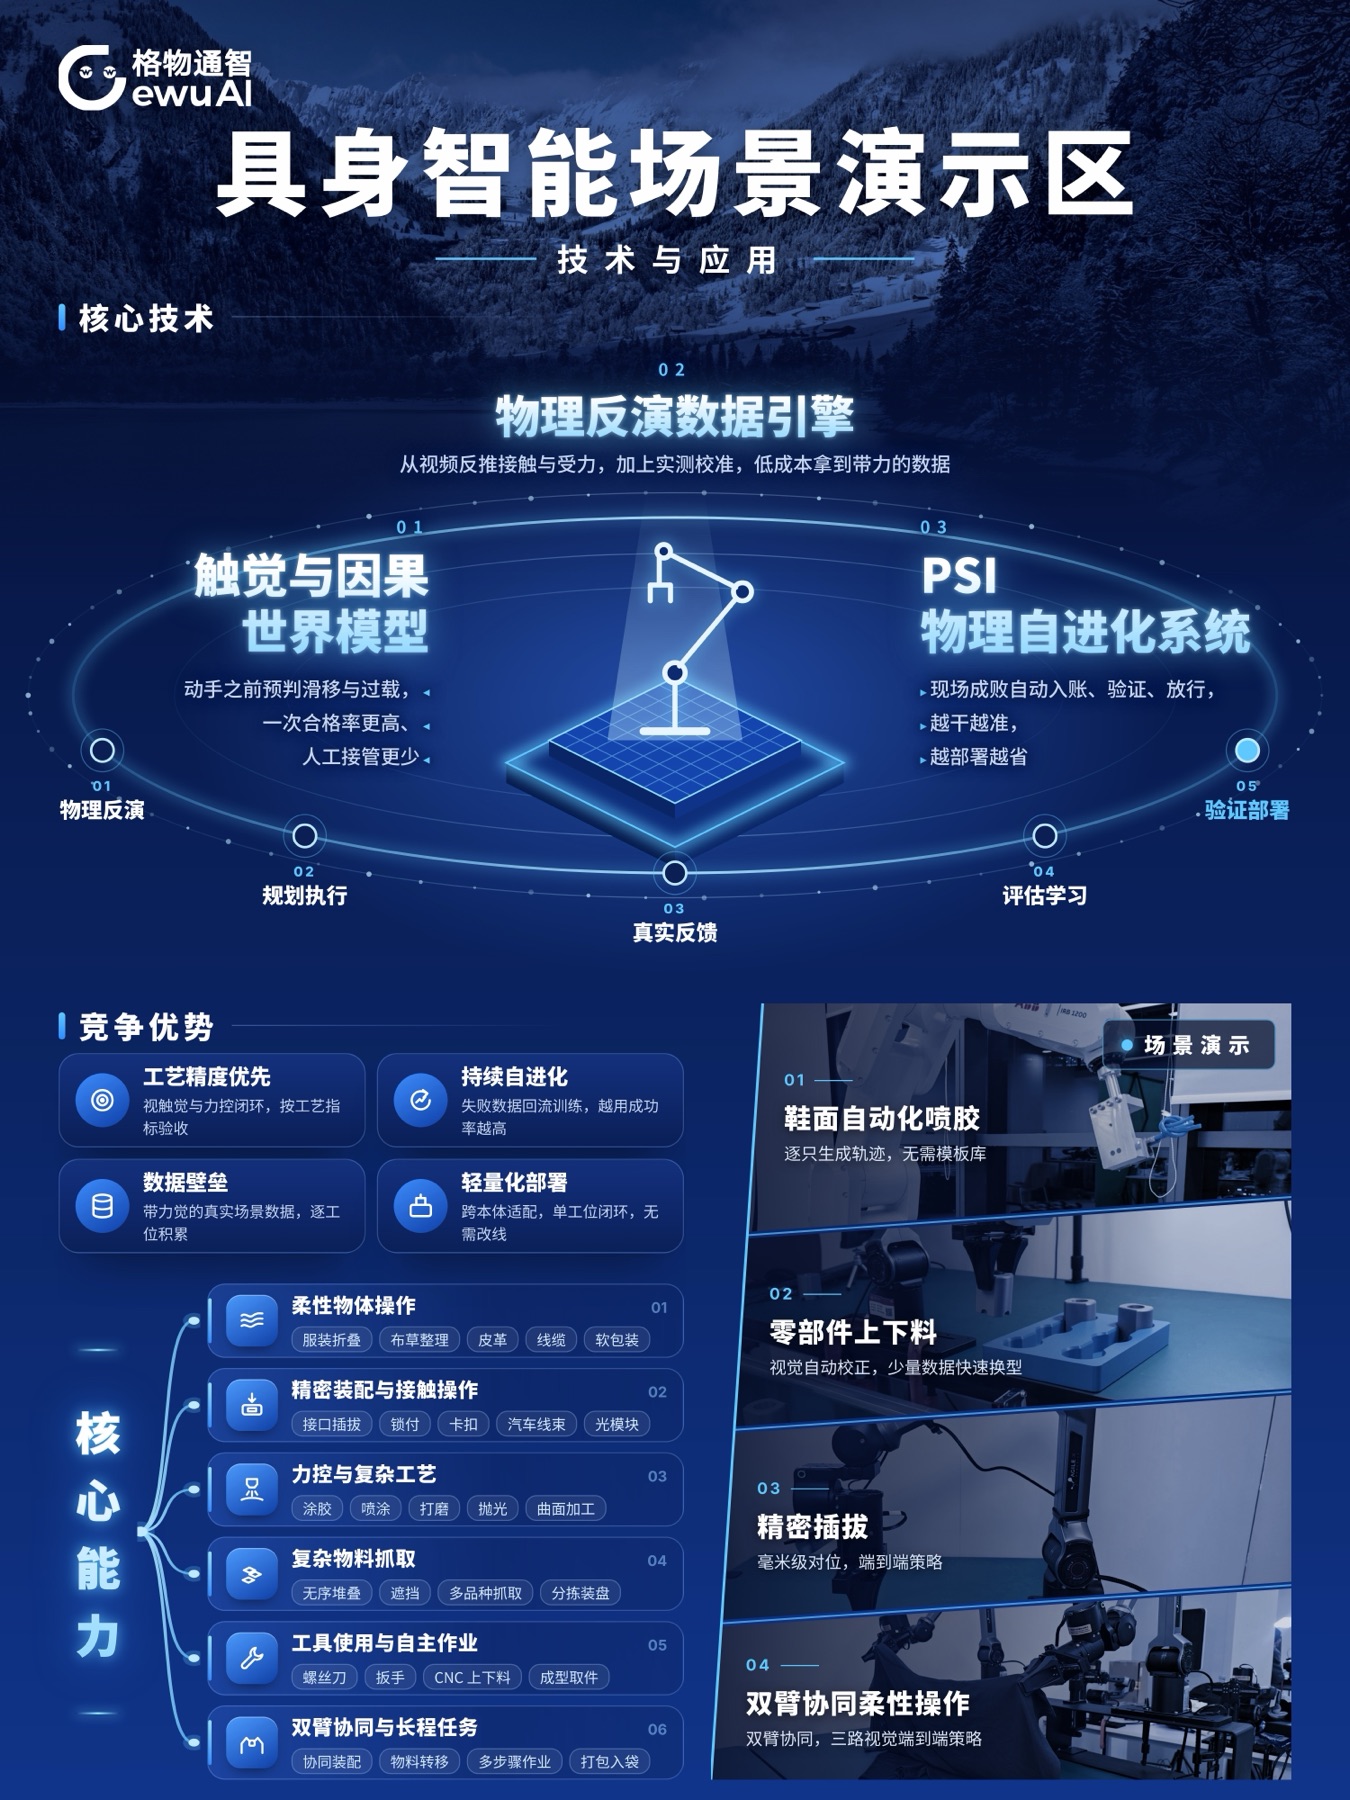 格物通智
ewuAI
具身智能场景演示区
技术与应用
核心技术
02
物理反演数据引擎
从视频反推接触与受力，加上实测校准，低成本拿到带力的数据
01
触觉与因果
世界模型
动手之前预判滑移与过载，
一次合格率更高、
人工接管更少
03
PSI
物理自进化系统
现场成败自动入账、验证、放行，
越干越准，
越部署越省
01
物理反演
02
规划执行
03
真实反馈
04
评估学习
05
验证部署
竞争优势
工艺精度优先
视触觉与力控闭环，按工艺指
标验收
持续自进化
失败数据回流训练，越用成功
率越高
数据壁垒
带力觉的真实场景数据，逐工
位积累
轻量化部署
跨本体适配，单工位闭环，无
需改线
核心能力
柔性物体操作
01
服装折叠 布草整理 皮革 线缆 软包装
精密装配与接触操作
02
接口插拔 锁付 卡扣 汽车线束 光模块
力控与复杂工艺
03
涂胶 喷涂 打磨 抛光 曲面加工
复杂物料抓取
04
无序堆叠 遮挡 多品种抓取 分拣装盘
工具使用与自主作业
05
螺丝刀 扳手 CNC 上下料 成型取件
双臂协同与长程任务
06
协同装配 物料转移 多步骤作业 打包入袋
场景演示
ABB
IRB 1200
01
鞋面自动化喷胶
逐只生成轨迹，无需模板库
02
零部件上下料
视觉自动校正，少量数据快速换型
03
精密插拔
毫米级对位，端到端策略
04
双臂协同柔性操作
双臂协同，三路视觉端到端策略